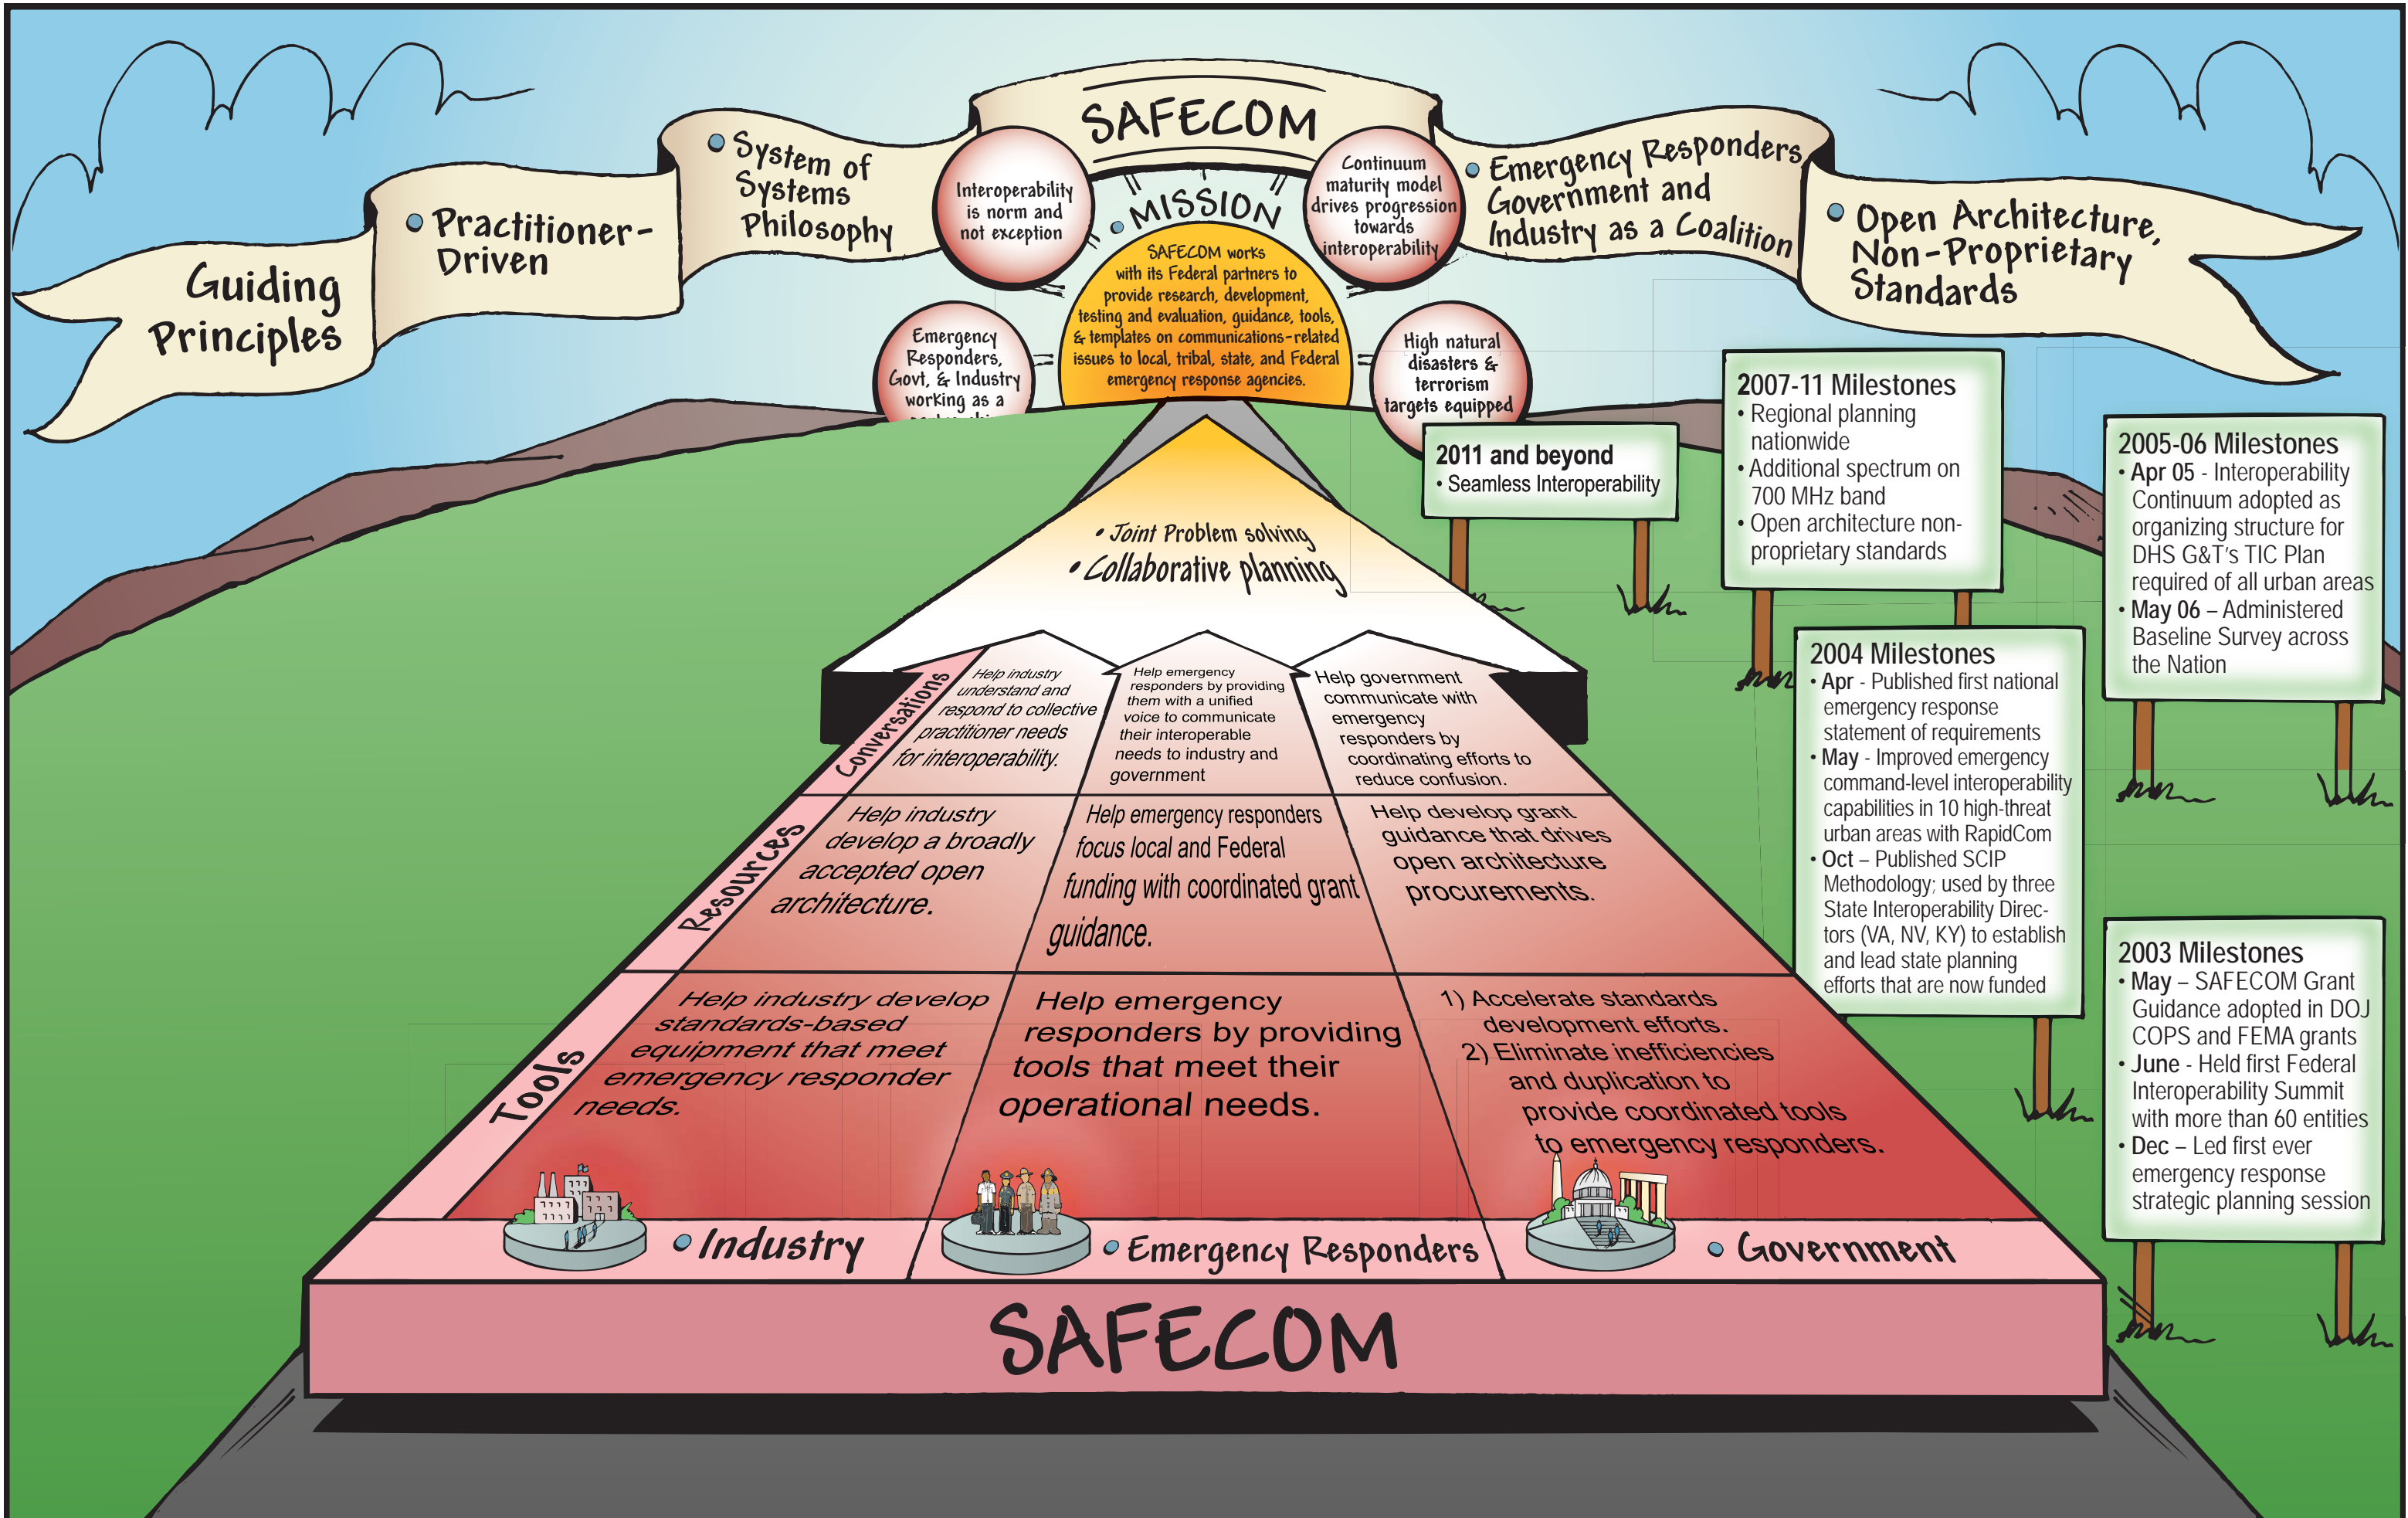 SAFECOM
Guiding
Principles
Practitioner-
Driven
System of
Systems
Philosophy
Emergency Responders,
Government and
Industry as a Coalition
Open Architecture,
Non-Proprietary
Standards
Interoperability
is norm and
not exception
MISSION
SAFECOM works
with its Federal partners to
provide research, development,
testing and evaluation, guidance, tools,
& templates on communications-related
issues to local, tribal, state, and Federal
emergency response agencies.
Continuum
maturity model
drives progression
towards
interoperability
Emergency
Responders,
Govt, & Industry
working as a
High natural
disasters &
terrorism
targets equipped
2011 and beyond
• Seamless Interoperability
2007-11 Milestones
• Regional planning
nationwide
• Additional spectrum on
700 MHz band
• Open architecture non-
proprietary standards
2005-06 Milestones
• Apr 05 - Interoperability
Continuum adopted as
organizing structure for
DHS G&T's TIC Plan
required of all urban areas
• May 06 – Administered
Baseline Survey across
the Nation
2004 Milestones
• Apr - Published first national
emergency response
statement of requirements
• May - Improved emergency
command-level interoperability
capabilities in 10 high-threat
urban areas with RapidCom
• Oct – Published SCIP
Methodology; used by three
State Interoperability Direc-
tors (VA, NV, KY) to establish
and lead state planning
efforts that are now funded
2003 Milestones
• May – SAFECOM Grant
Guidance adopted in DOJ
COPS and FEMA grants
• June - Held first Federal
Interoperability Summit
with more than 60 entities
• Dec – Led first ever
emergency response
strategic planning session
• Joint Problem solving
• Collaborative planning
Conversations
Help industry
understand and
respond to collective
practitioner needs
for interoperability.
Help emergency
responders by providing
them with a unified
voice to communicate
their interoperable
needs to industry and
government
Help government
communicate with
emergency
responders by
coordinating efforts to
reduce confusion.
Resources
Help industry
develop a broadly
accepted open
architecture.
Help emergency responders
focus local and Federal
funding with coordinated grant
guidance.
Help develop grant
guidance that drives
open architecture
procurements.
Tools
Help industry develop
standards-based
equipment that meet
emergency responder
needs.
Help emergency
responders by providing
tools that meet their
operational needs.
1) Accelerate standards
development efforts.
2) Eliminate inefficiencies
and duplication to
provide coordinated tools
to emergency responders.
Industry
Emergency Responders
Government
SAFECOM